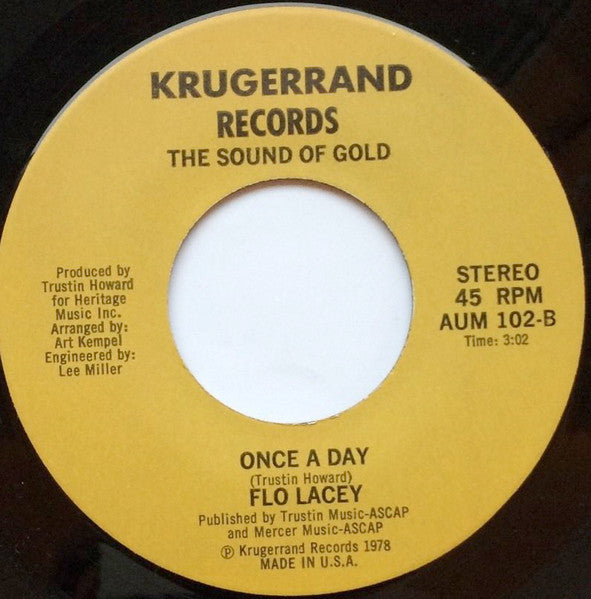 KRUGERRAND
RECORDS
THE SOUND OF GOLD
Produced by
Trustin Howard
for Heritage
Music Inc.
Arranged by:
Art Kempel
Engineered by:
Lee Miller
STEREO
45 RPM
AUM 102-B
Time: 3:02
ONCE A DAY
(Trustin Howard)
FLO LACEY
Published by Trustin Music-ASCAP
and Mercer Music-ASCAP
℗ Krugerrand Records 1978
MADE IN U.S.A.